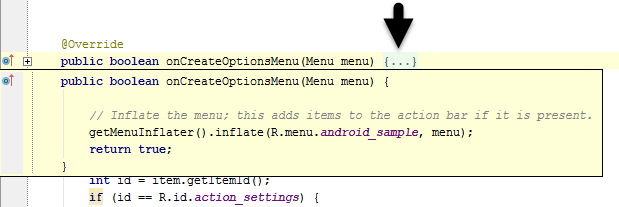 @Override
public boolean onCreateOptionsMenu(Menu menu) {...}
public boolean onCreateOptionsMenu(Menu menu) {
// Inflate the menu; this adds items to the action bar if it is present.
getMenuInflater().inflate(R.menu.android_sample, menu);
return true;
}
int id = item.getItemId();
if (id == R.id.action_settings) {